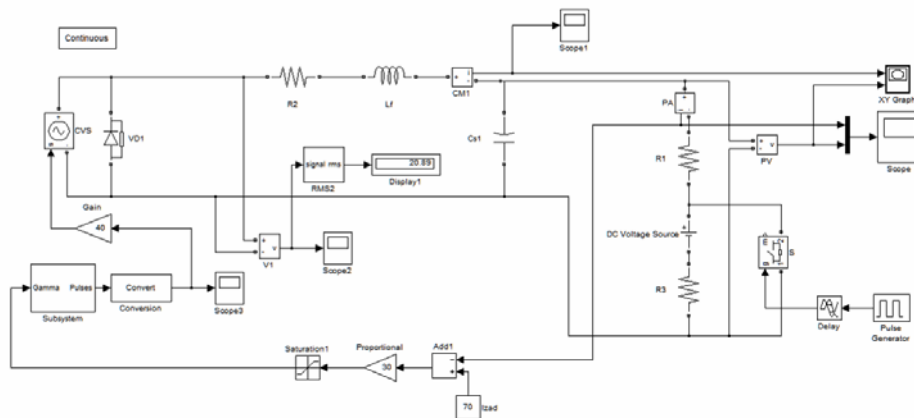 Continuous
Scope1
R2
Lf
CM1
XY Graph
PA
CVS
VD1
Cs1
PV
signal rms
20.89
R1
Scope
RMS2
Display1
Gain
40
DC Voltage Source
S
V1
Scope2
Gamma
Pulses
Convert
R3
Subsystem
Conversion
Scope3
Delay
Pulse
Generator
Saturation1
Proportional
Add1
30
70
Izad